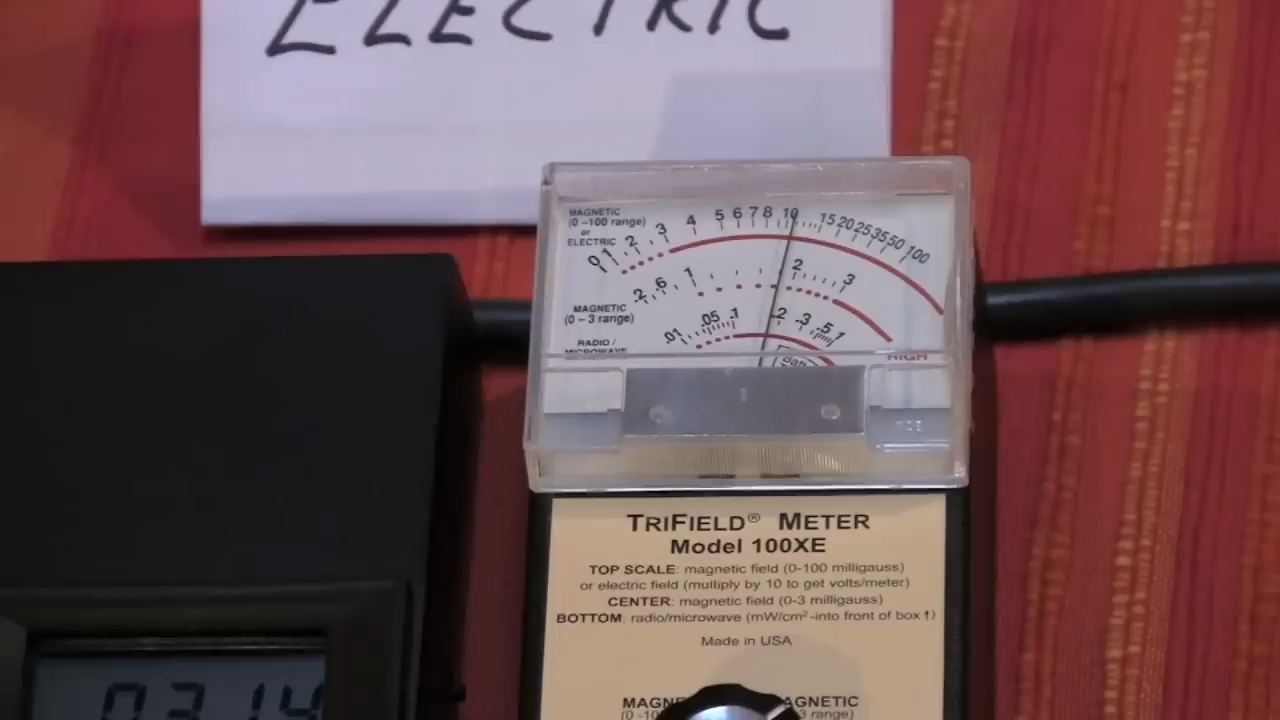 ELECTRIC
MAGNETIC
(0 –100 range)
or
ELECTRIC
0 1 2 3 4 5 6 7 8 10 15 20 25 35 50 100
MAGNETIC
(0 – 3 range)
.2 .6 1 2 3
RADIO /
MICROWAVE
.01 .05 .1 .2 .3 .5 1
HIGH
TRIFIELD® METER
Model 100XE
TOP SCALE: magnetic field (0-100 milligauss)
or electric field (multiply by 10 to get volts/meter)
CENTER: magnetic field (0-3 milligauss)
BOTTOM: radio/microwave (mW/cm²-into front of box↑)
Made in USA
0314